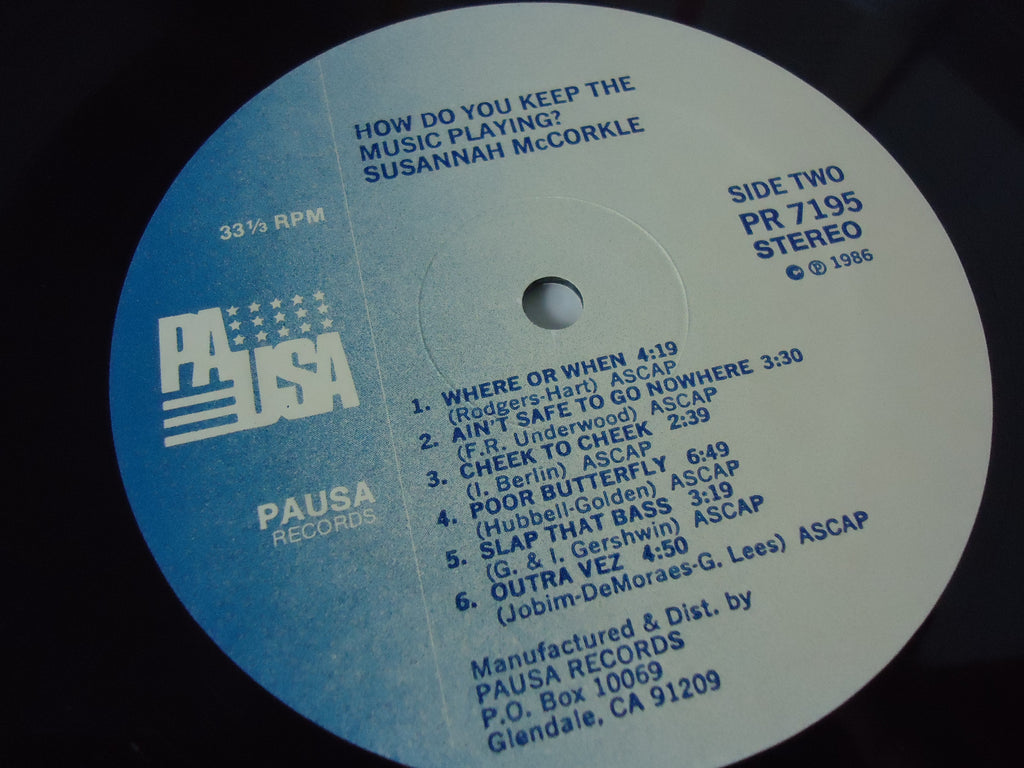 HOW DO YOU KEEP THE
MUSIC PLAYING?
SUSANNAH McCORKLE
33⅓ RPM
SIDE TWO
PR 7195
STEREO
© ℗ 1986
PAUSA
PAUSA
RECORDS
1. WHERE OR WHEN 4:19
(Rodgers-Hart) ASCAP
2. AIN'T SAFE TO GO NOWHERE 3:30
(F.R. Underwood) ASCAP
3. CHEEK TO CHEEK 2:39
(I. Berlin) ASCAP
4. POOR BUTTERFLY 6:49
(Hubbell-Golden) ASCAP
5. SLAP THAT BASS 3:19
(G. & I. Gershwin) ASCAP
6. OUTRA VEZ 4:50
(Jobim-DeMoraes-G. Lees) ASCAP
Manufactured & Dist. by
PAUSA RECORDS
P.O. Box 10069
Glendale, CA 91209